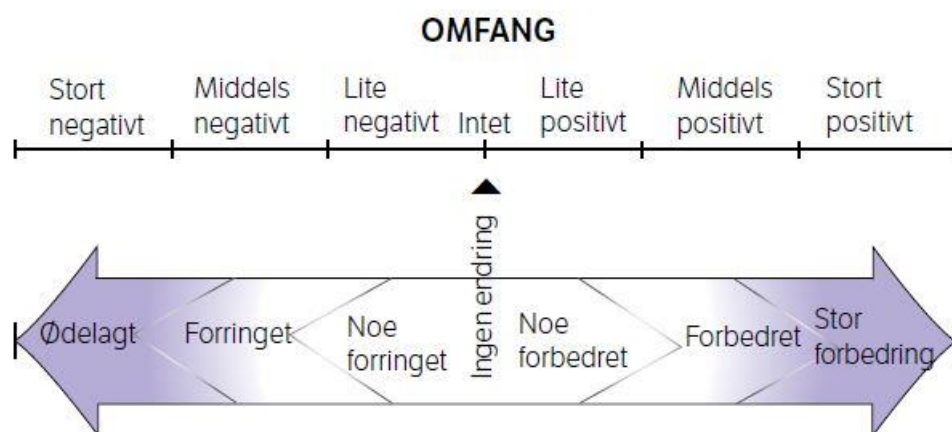 OMFANG
Stort negativt
Middels negativt
Lite negativt
Intet
Lite positivt
Middels positivt
Stort positivt
Ingen endring
Ødelagt
Forringet
Noe forringet
Noe forbedret
Forbedret
Stor forbedring